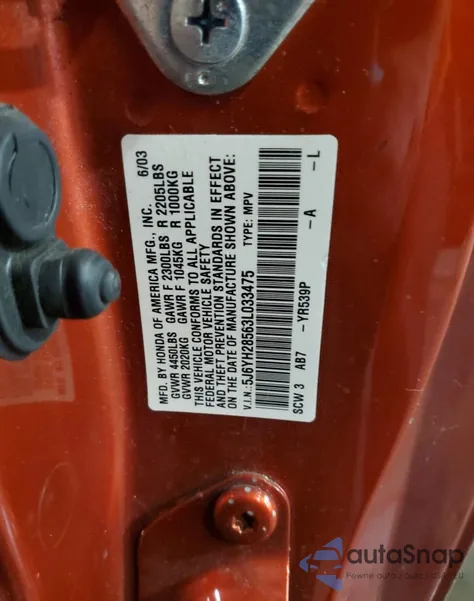 MFD. BY HONDA OF AMERICA MFG., INC. 6/03
GVWR 4450LBS GAWR F 2300LBS R 2205LBS
GVWR 2020KG GAWR F 1045KG R 1000KG
THIS VEHICLE CONFORMS TO ALL APPLICABLE
FEDERAL MOTOR VEHICLE SAFETY
AND THEFT PREVENTION STANDARDS IN EFFECT
ON THE DATE OF MANUFACTURE SHOWN ABOVE:
V.I.N.: 5J6YH28563L033475 TYPE: MPV
SCW 3 AB7 -YR539P -A -L
autaSnap
Pewne auta z